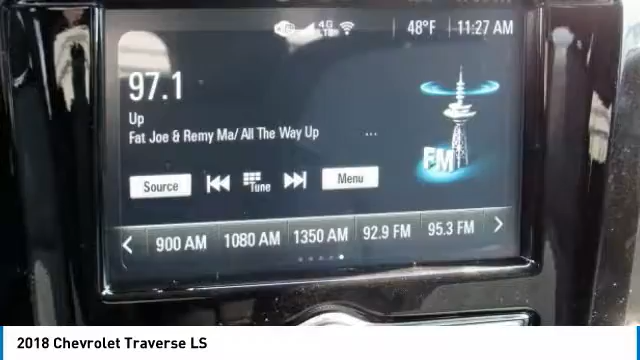 4G LTE 48°F 11:27 AM
97.1
Up
Fat Joe & Remy Ma/ All The Way Up ...
FM
Source Tune Menu
900 AM 1080 AM 1350 AM 92.9 FM 95.3 FM
2018 Chevrolet Traverse LS